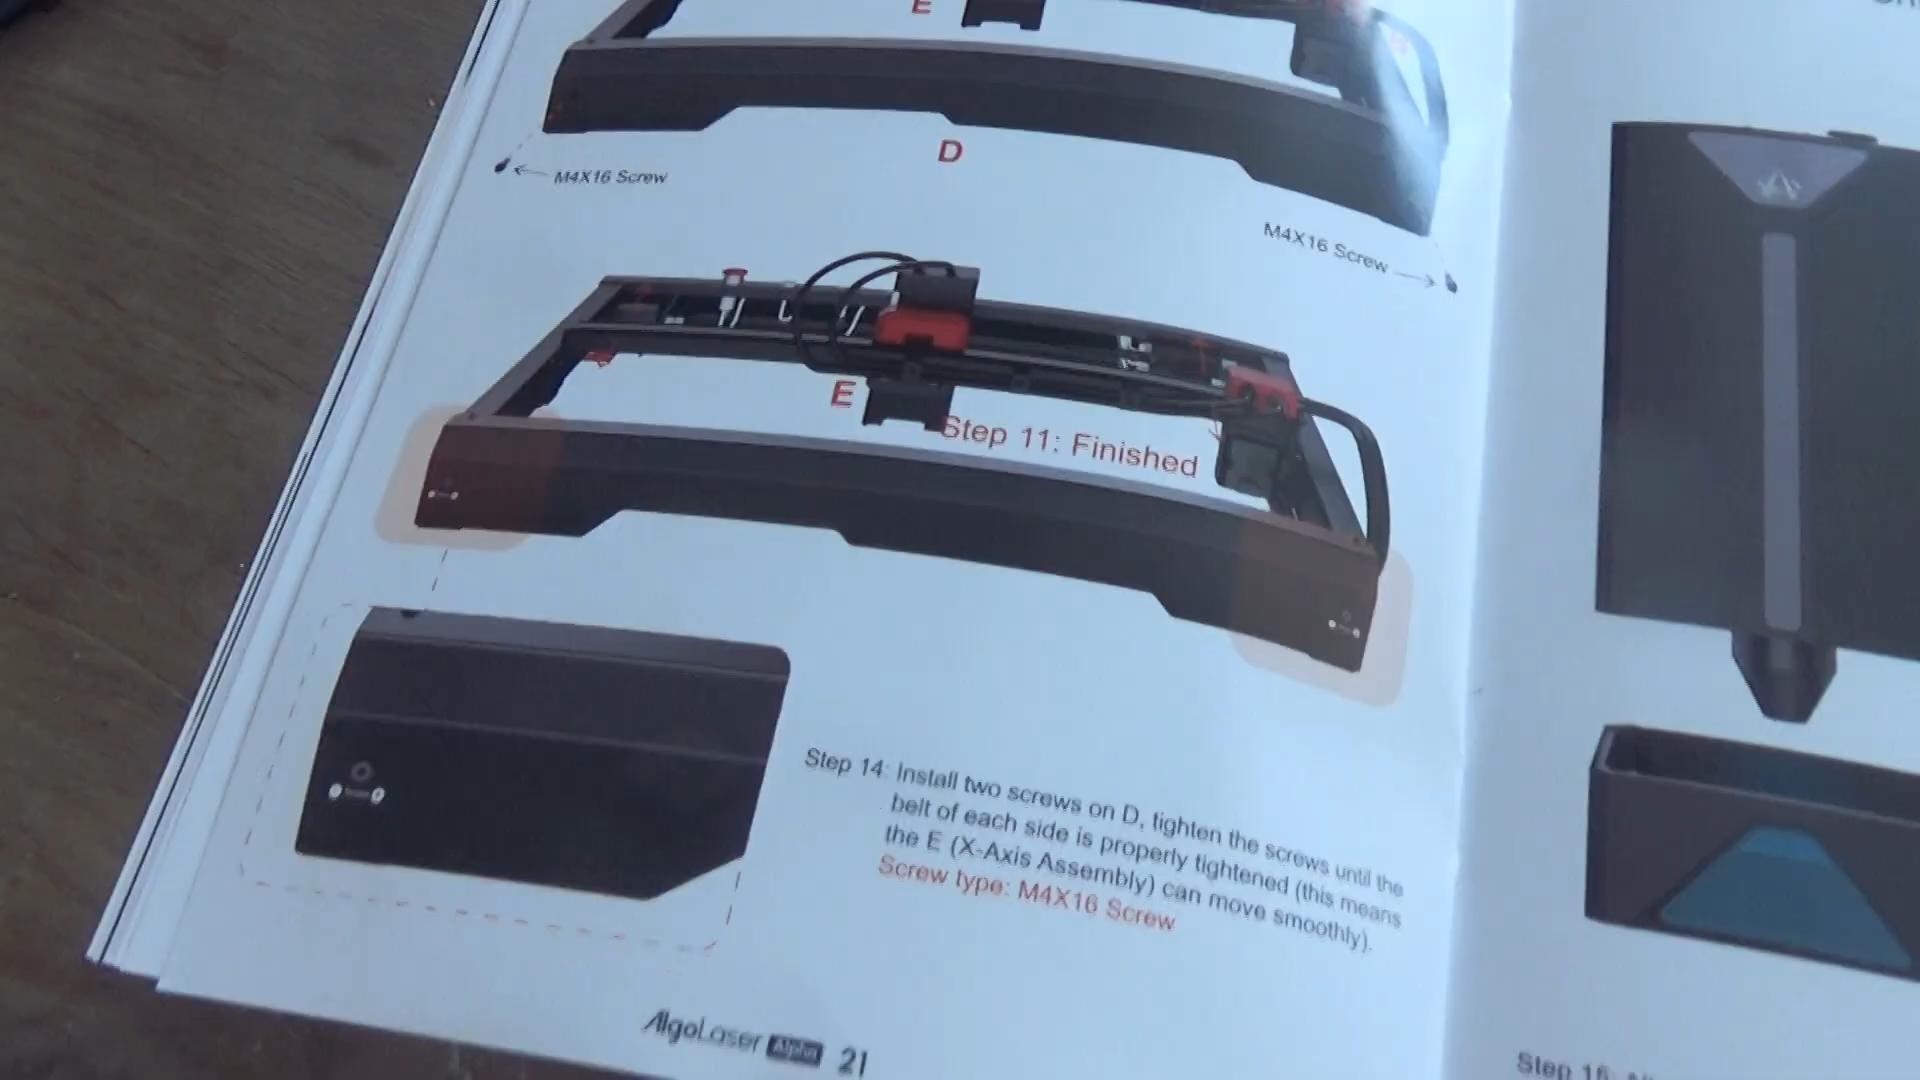 E
D
M4X16 Screw
M4X16 Screw
E
Step 11: Finished
Step 14: Install two screws on D, tighten the screws until the
belt of each side is properly tightened (this means
the E (X-Axis Assembly) can move smoothly).
Screw type: M4X16 Screw
AlgoLaser Alpha 21
Step 15: